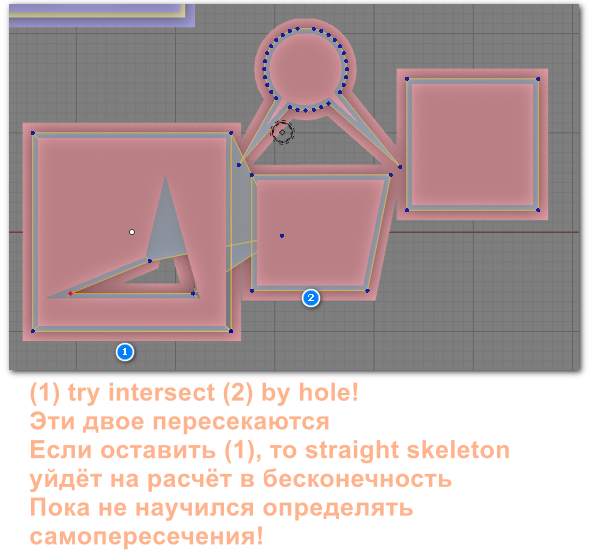 1
2
(1) try intersect (2) by hole!
Эти двое пересекаются
Если оставить (1), то straight skeleton
уйдёт на расчёт в бесконечность
Пока не научился определять
самопересечения!